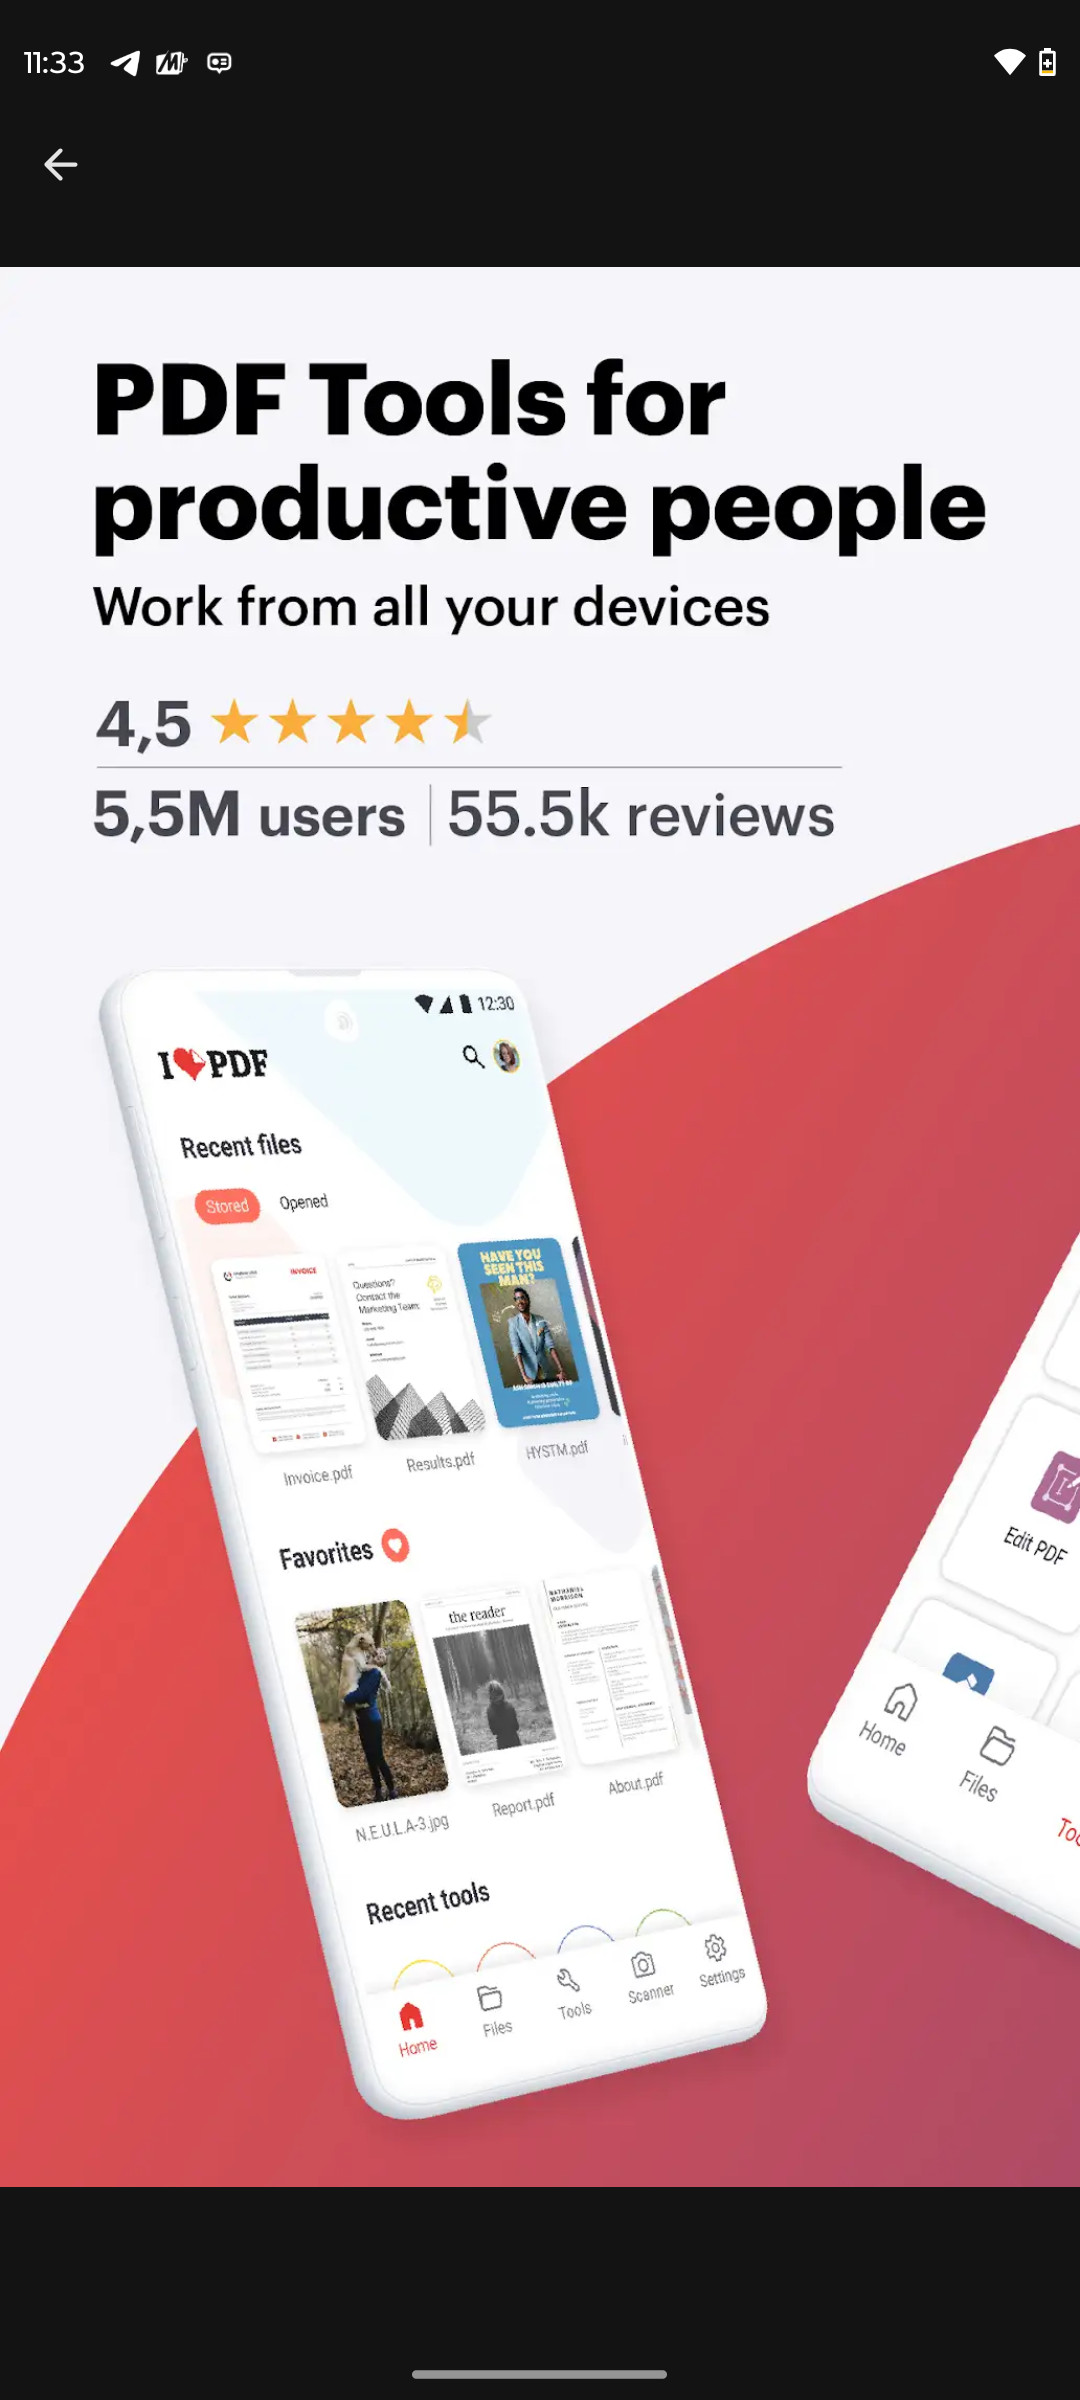 11:33
PDF Tools for
productive people
Work from all your devices
4,5
5,5M users | 55.5k reviews
12:30
I PDF
Recent files
Stored
Opened
INVOICE
Questions?
Contact the
Marketing Team:
HAVE YOU
SEEN THIS
MAN?
Invoice.pdf
Results.pdf
HYSTM.pdf
Edit PDF
Favorites
the reader
NATHANIEL
MORRISON
N.E.U.L.A-3.jpg
Report.pdf
About.pdf
Home
Files
Too
Recent tools
Home
Files
Tools
Scanner
Settings